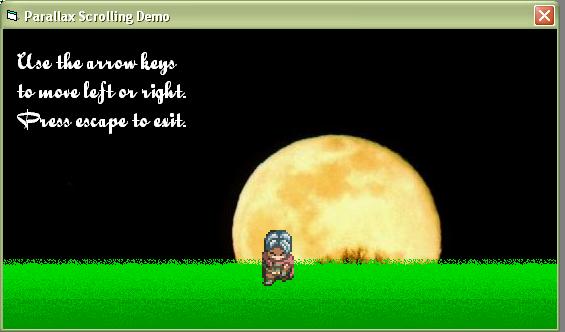 Parallax Scrolling Demo
Use the arrow keys
to move left or right.
Press escape to exit.